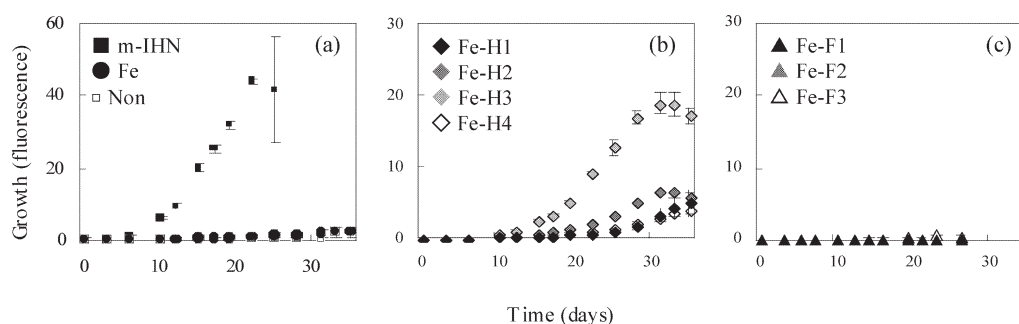 Growth (fluorescence)
60
40
20
0
0 10 20 30
(a)
m-IHN
Fe
Non
30
20
10
0
0 10 20 30 40
(b)
Fe-H1
Fe-H2
Fe-H3
Fe-H4
30
20
10
0
0 10 20 30
(c)
Fe-F1
Fe-F2
Fe-F3
Time (days)